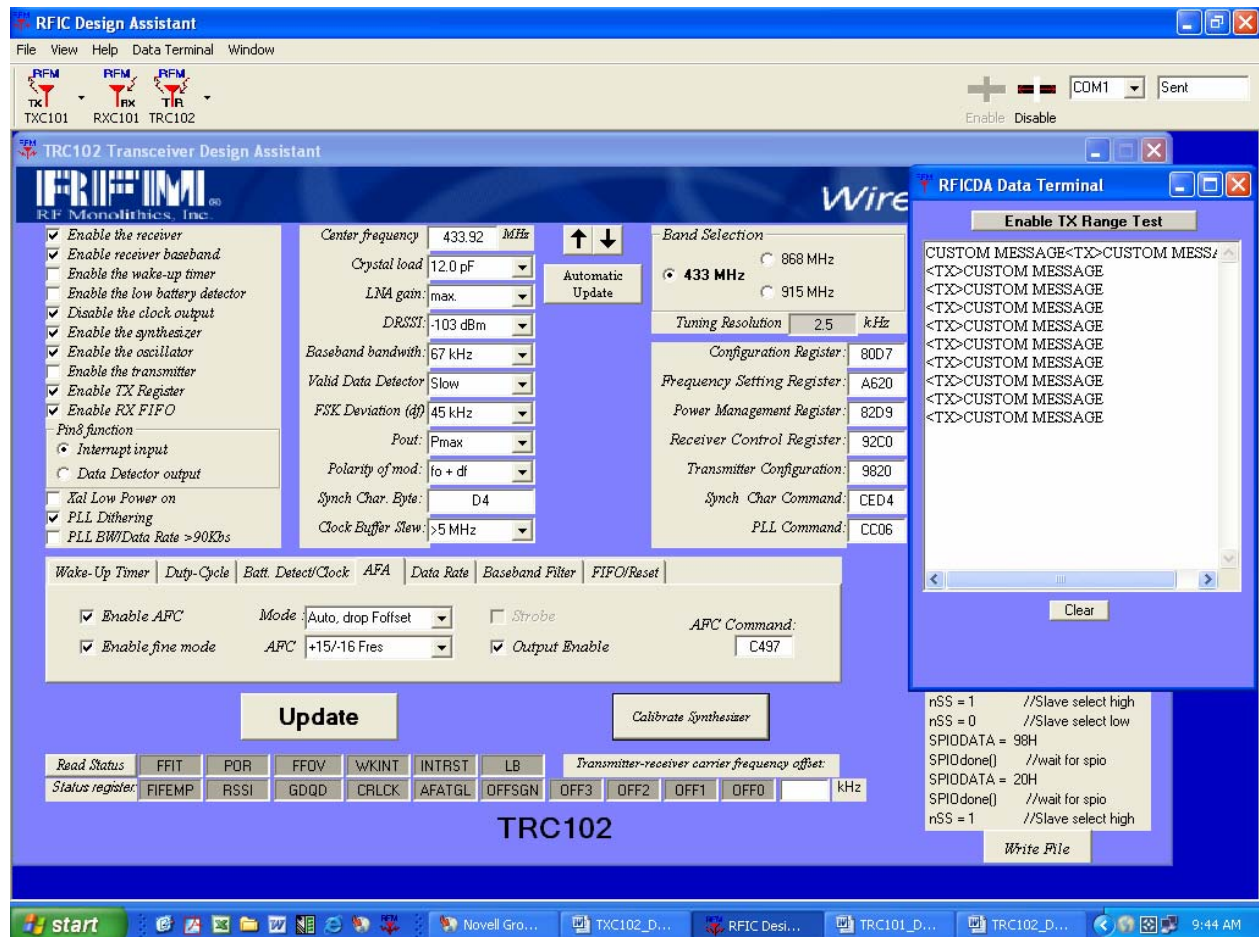 RFIC Design Assistant
File View Help Data Terminal Window
RFM TX RFM RX RFM T/R
TXC101 RXC101 TRC102
Enable Disable COM1 Sent
TRC102 Transceiver Design Assistant
RFM®
RF Monolithics, Inc.
Wire
Enable the receiver
Enable receiver baseband
Enable the wake-up timer
Enable the low battery detector
Disable the clock output
Enable the synthesizer
Enable the oscillator
Enable the transmitter
Enable TX Register
Enable RX FIFO
Pin8 function
Interrupt input
Data Detector output
Xal Low Power on
PLL Dithering
PLL BW/Data Rate >90Kbs
Center frequency 433.92 MHz
Crystal load 12.0 pF
LNA gain: max.
DRSSI: -103 dBm
Baseband bandwith: 67 kHz
Valid Data Detector Slow
FSK Deviation (df) 45 kHz
Pout: Pmax
Polarity of mod: fo + df
Synch Char. Byte: D4
Clock Buffer Slew: >5 MHz
Automatic
Update
Band Selection
868 MHz
433 MHz
915 MHz
Tuning Resolution 2.5 kHz
Configuration Register: 80D7
Frequency Setting Register: A620
Power Management Register: 82D9
Receiver Control Register: 92C0
Transmitter Configuration: 9820
Synch Char Command: CED4
PLL Command: CC06
Wake-Up Timer Duty-Cycle Batt. Detect/Clock AFA Data Rate Baseband Filter FIFO/Reset
Enable AFC Mode : Auto, drop Foffset Strobe AFC Command:
Enable fine mode AFC +15/-16 Fres Output Enable C497
Update
Calibrate Synthesizer
Read Status FFIT POR FFOV WKINT INTRST LB Transmitter-receiver carrier frequency offset:
Status register: FIFEMP RSSI GDQD CRLCK AFATGL OFFSGN OFF3 OFF2 OFF1 OFF0 kHz
TRC102
RFICDA Data Terminal
Enable TX Range Test
CUSTOM MESSAGE<TX>CUSTOM MESSA
<TX>CUSTOM MESSAGE
<TX>CUSTOM MESSAGE
<TX>CUSTOM MESSAGE
<TX>CUSTOM MESSAGE
<TX>CUSTOM MESSAGE
<TX>CUSTOM MESSAGE
<TX>CUSTOM MESSAGE
<TX>CUSTOM MESSAGE
<TX>CUSTOM MESSAGE
Clear
nSS = 1 //Slave select high
nSS = 0 //Slave select low
SPI0DATA = 98H
SPI0done() //wait for spio
SPI0DATA = 20H
SPI0done() //wait for spio
nSS = 1 //Slave select high
Write File
start Novell Gro... TXC102_D... RFIC Desi... TRC101_D... TRC102_D... 9:44 AM